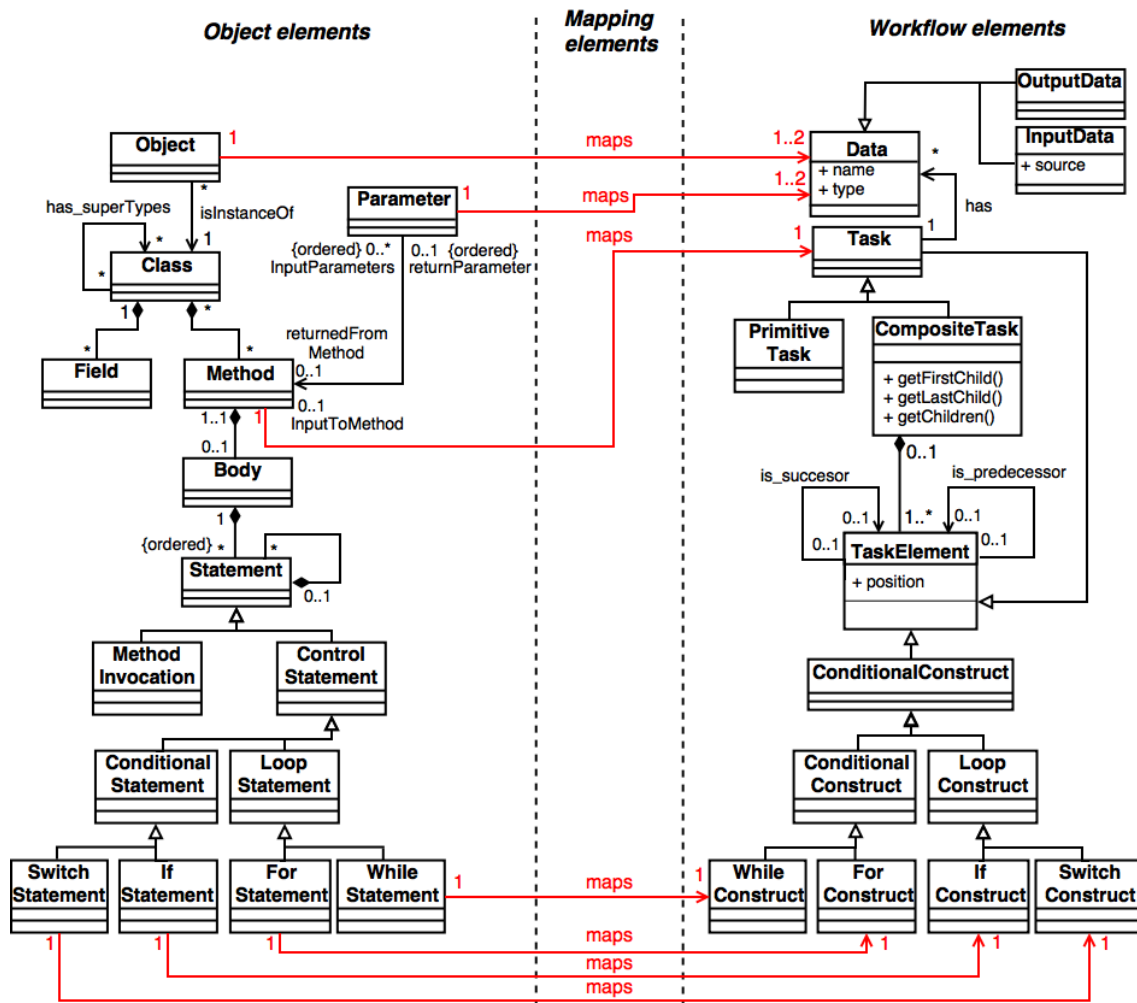 Object elements
Mapping
elements
Workflow elements
OutputData
InputData
+ source
Object
1
maps
1..2
Data
+ name
+ type
*
*
has_superTypes
isInstanceOf
*
1
Class
*
Parameter
1
maps
1..2
has
{ordered} 0..*
InputParameters
0..1 {ordered}
returnParameter
maps
1
1
Task
1
*
*
*
Field
Method
returnedFrom
Method
0..1
0..1
InputToMethod
1..1
1
Primitive
Task
CompositeTask
+ getFirstChild()
+ getLastChild()
+ getChildren()
0..1
0..1
Body
1
{ordered}
*
*
Statement
0..1
is_succesor
is_predecessor
0..1
0..1
1..*
0..1
0..1
TaskElement
+ position
Method
Invocation
Control
Statement
ConditionalConstruct
Conditional
Statement
Loop
Statement
Conditional
Construct
Loop
Construct
Switch
Statement
If
Statement
For
Statement
While
Statement
1
maps
1
While
Construct
For
Construct
If
Construct
Switch
Construct
1
1
1
maps
1
1
1
maps
maps